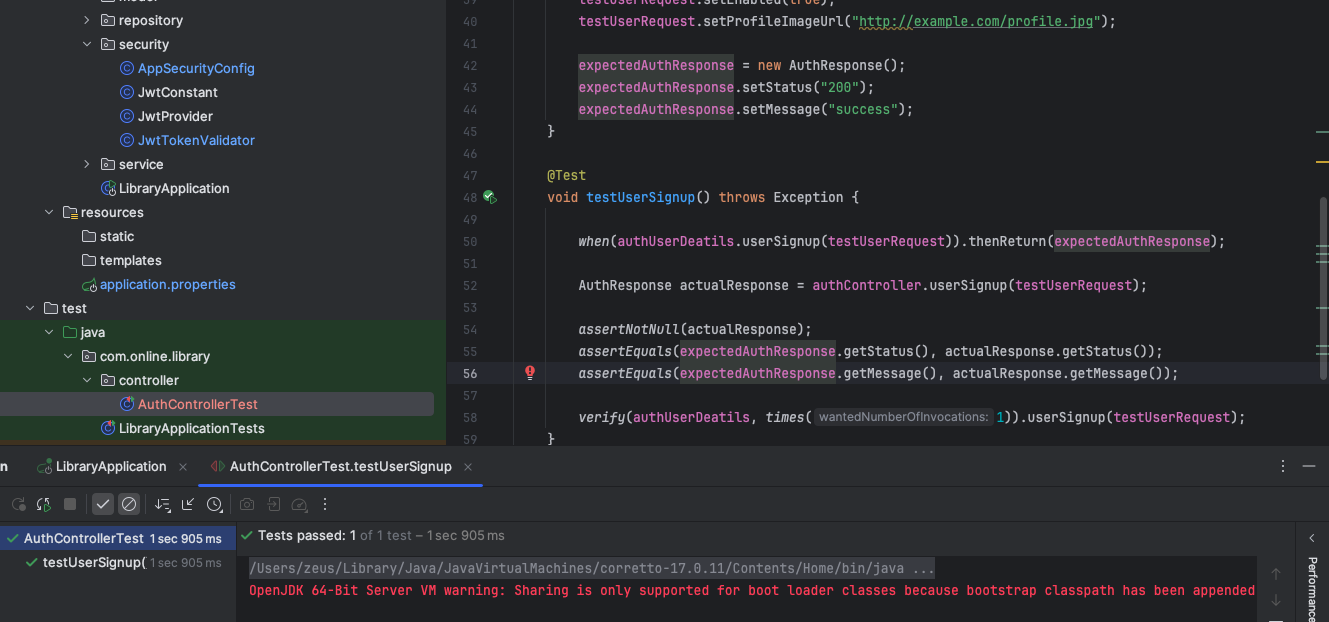 repository
security
AppSecurityConfig
JwtConstant
JwtProvider
JwtTokenValidator
service
LibraryApplication
resources
static
templates
application.properties
test
java
com.online.library
controller
AuthControllerTest
LibraryApplicationTests
40 testUserRequest.setProfileImageUrl("http://example.com/profile.jpg");
41
42 expectedAuthResponse = new AuthResponse();
43 expectedAuthResponse.setStatus("200");
44 expectedAuthResponse.setMessage("success");
45 }
46
47 @Test
48 void testUserSignup() throws Exception {
49
50 when(authUserDeatils.userSignup(testUserRequest)).thenReturn(expectedAuthResponse);
51
52 AuthResponse actualResponse = authController.userSignup(testUserRequest);
53
54 assertNotNull(actualResponse);
55 assertEquals(expectedAuthResponse.getStatus(), actualResponse.getStatus());
56 assertEquals(expectedAuthResponse.getMessage(), actualResponse.getMessage());
57
58 verify(authUserDeatils, times( wantedNumberOfInvocations: 1)).userSignup(testUserRequest);
59 }
n LibraryApplication AuthControllerTest.testUserSignup
AuthControllerTest 1 sec 905 ms
testUserSignup( 1 sec 905 ms
Tests passed: 1 of 1 test – 1 sec 905 ms
/Users/zeus/Library/Java/JavaVirtualMachines/corretto-17.0.11/Contents/Home/bin/java ...
OpenJDK 64-Bit Server VM warning: Sharing is only supported for boot loader classes because bootstrap classpath has been appended
Performance